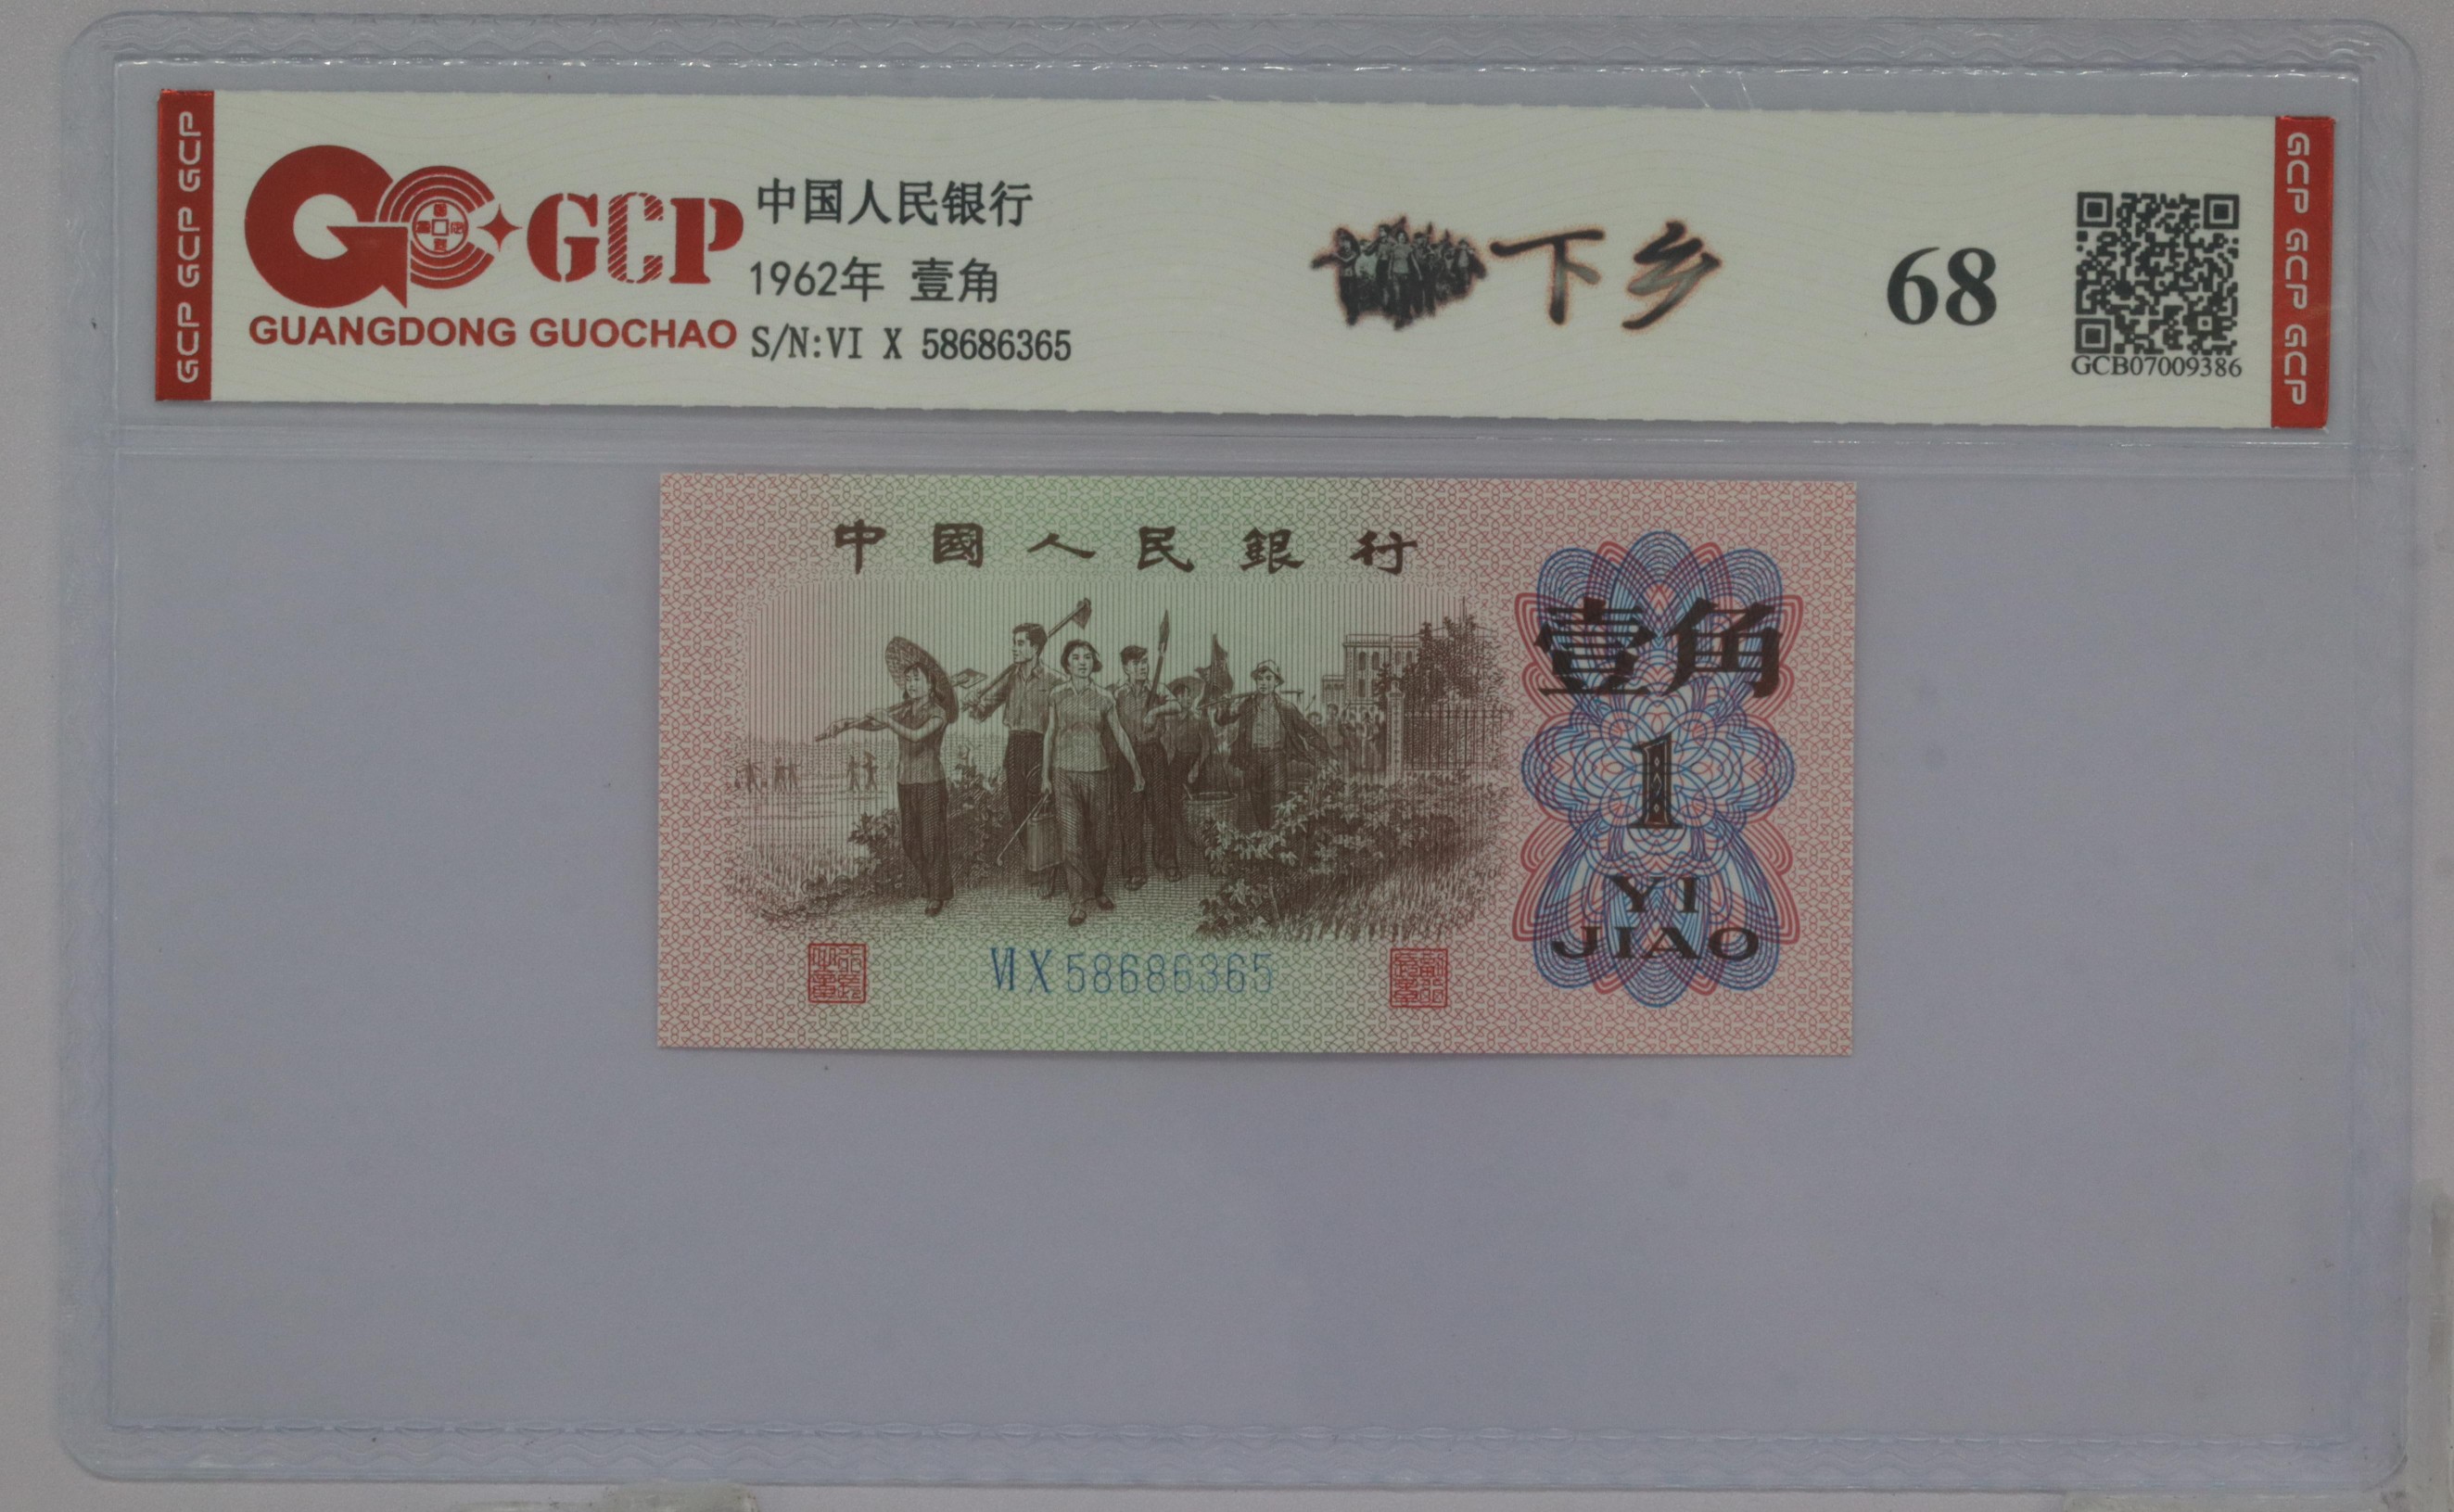 GCP GCP GCP
GCP
GUANGDONG GUOCHAO
中国人民银行
1962年 壹角
S/N:VI X 58686365
下乡
68
GCB07009386
GCP GCP GCP
中國人民銀行
壹角
1
YI
JIAO
VI X 58686365